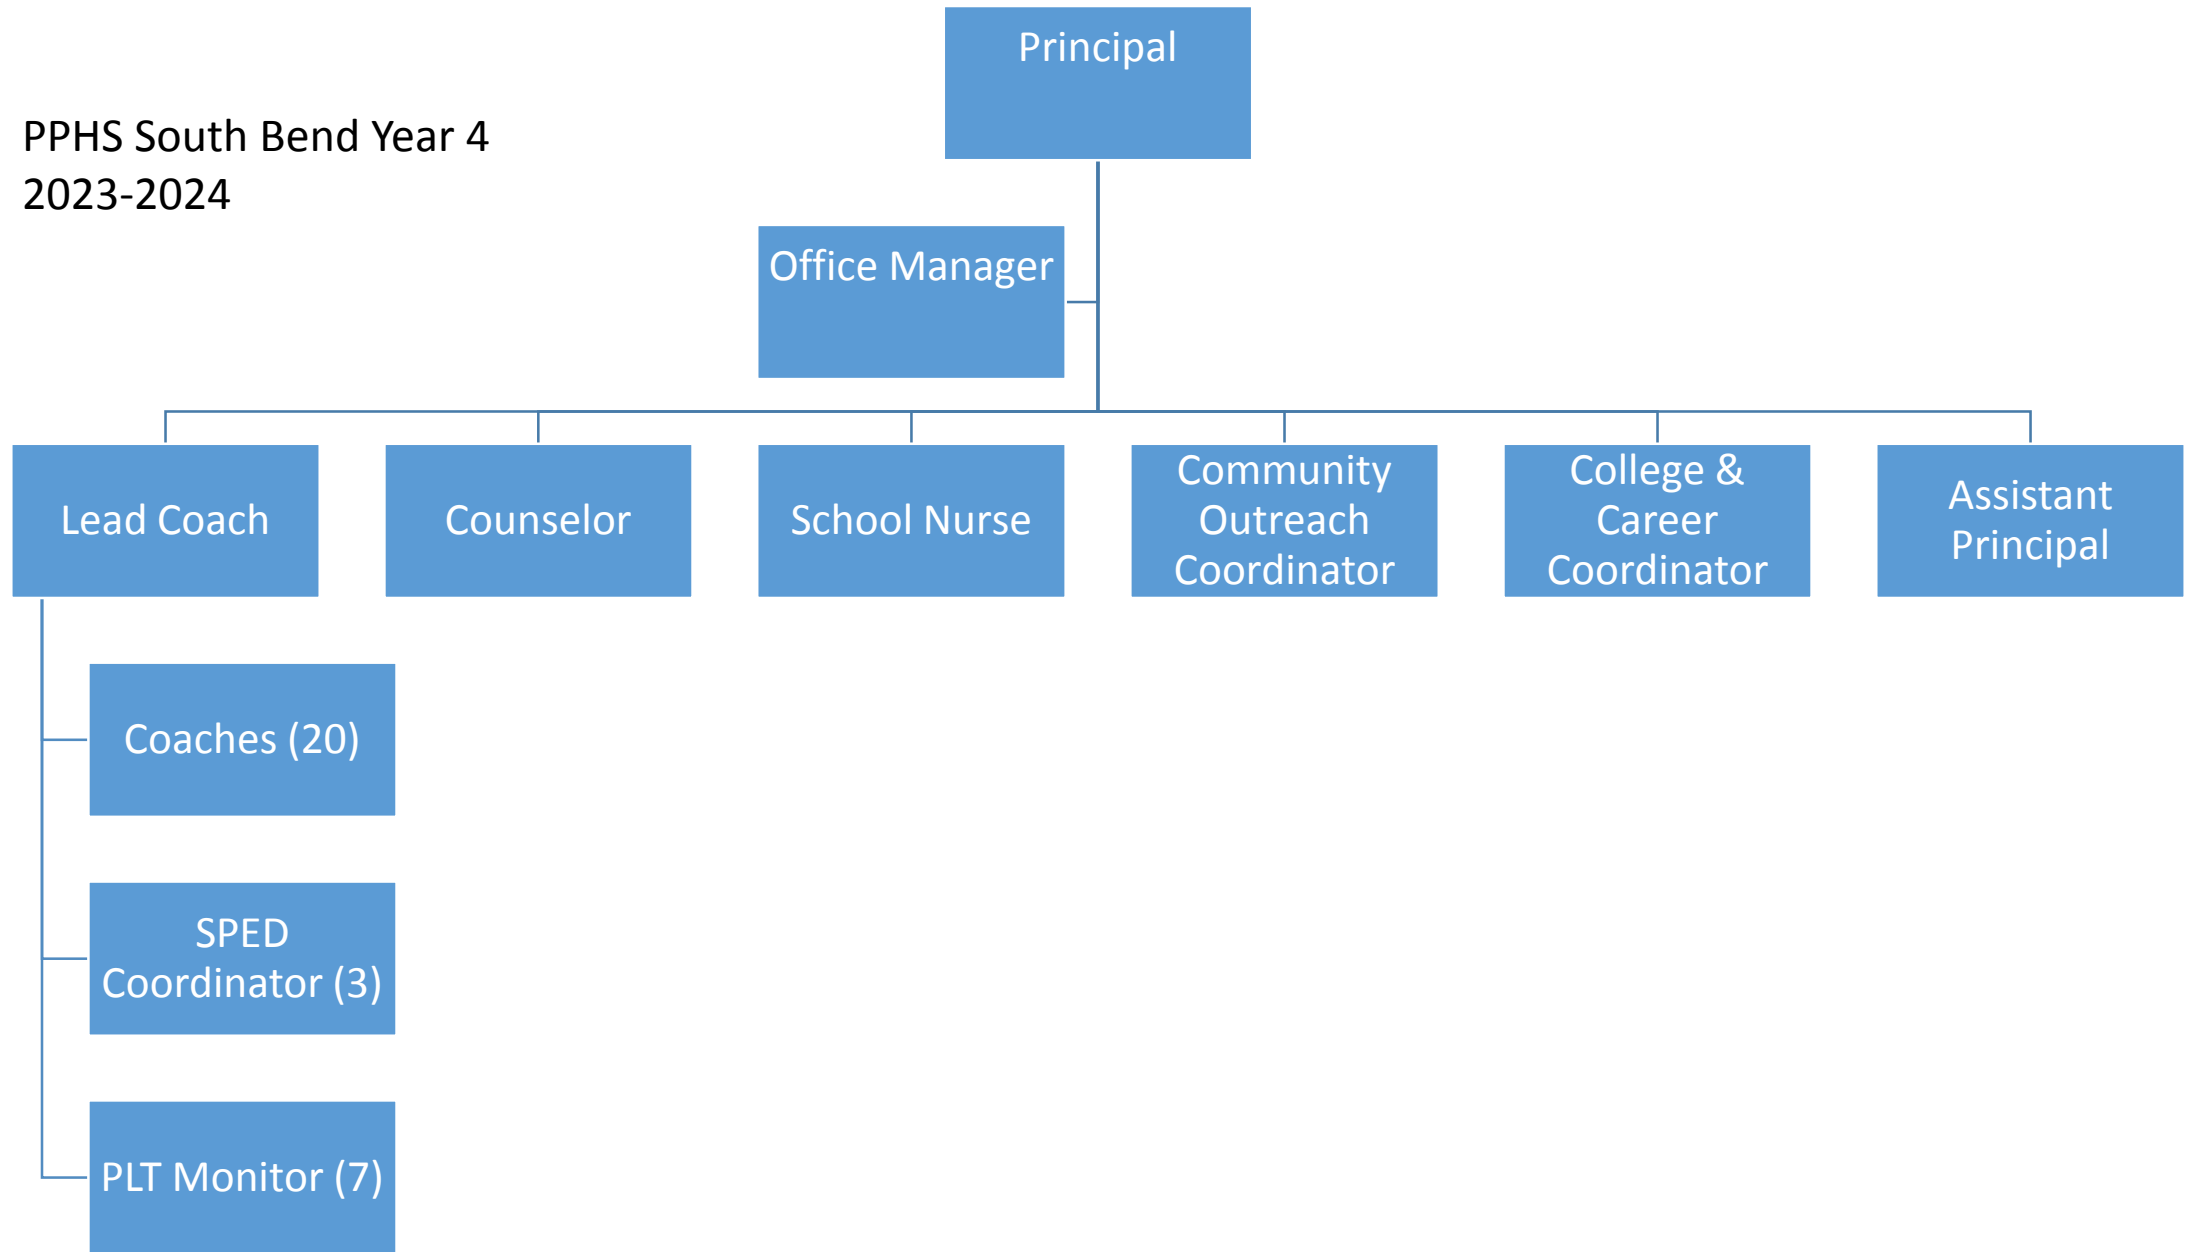 Principal
PPHS South Bend Year 4
2023-2024
Office Manager
Lead Coach
Counselor
School Nurse
Community
Outreach
Coordinator
College &
Career
Coordinator
Assistant
Principal
Coaches (20)
SPED
Coordinator (3)
PLT Monitor (7)